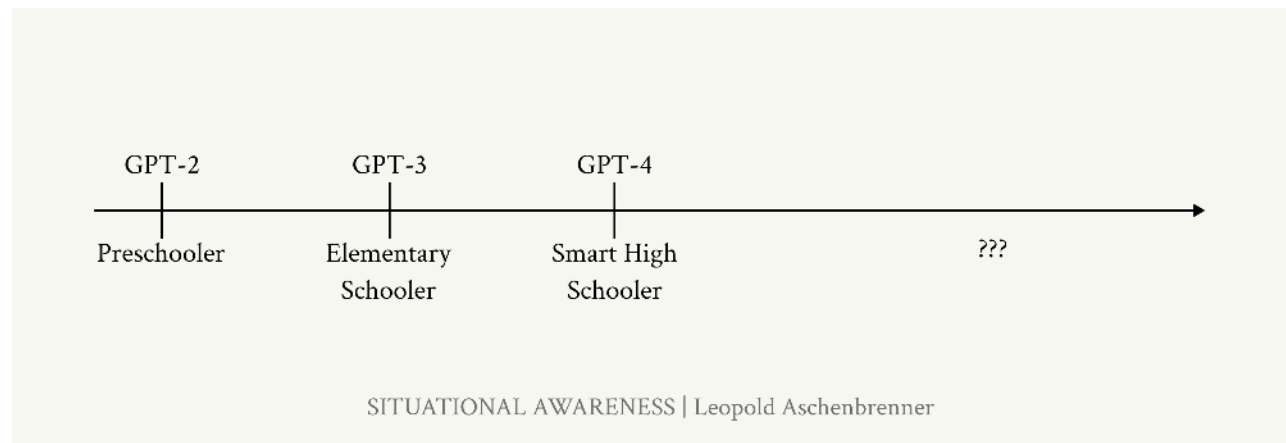 GPT-2 GPT-3 GPT-4
Preschooler Elementary Smart High ???
Schooler Schooler
SITUATIONAL AWARENESS | Leopold Aschenbrenner